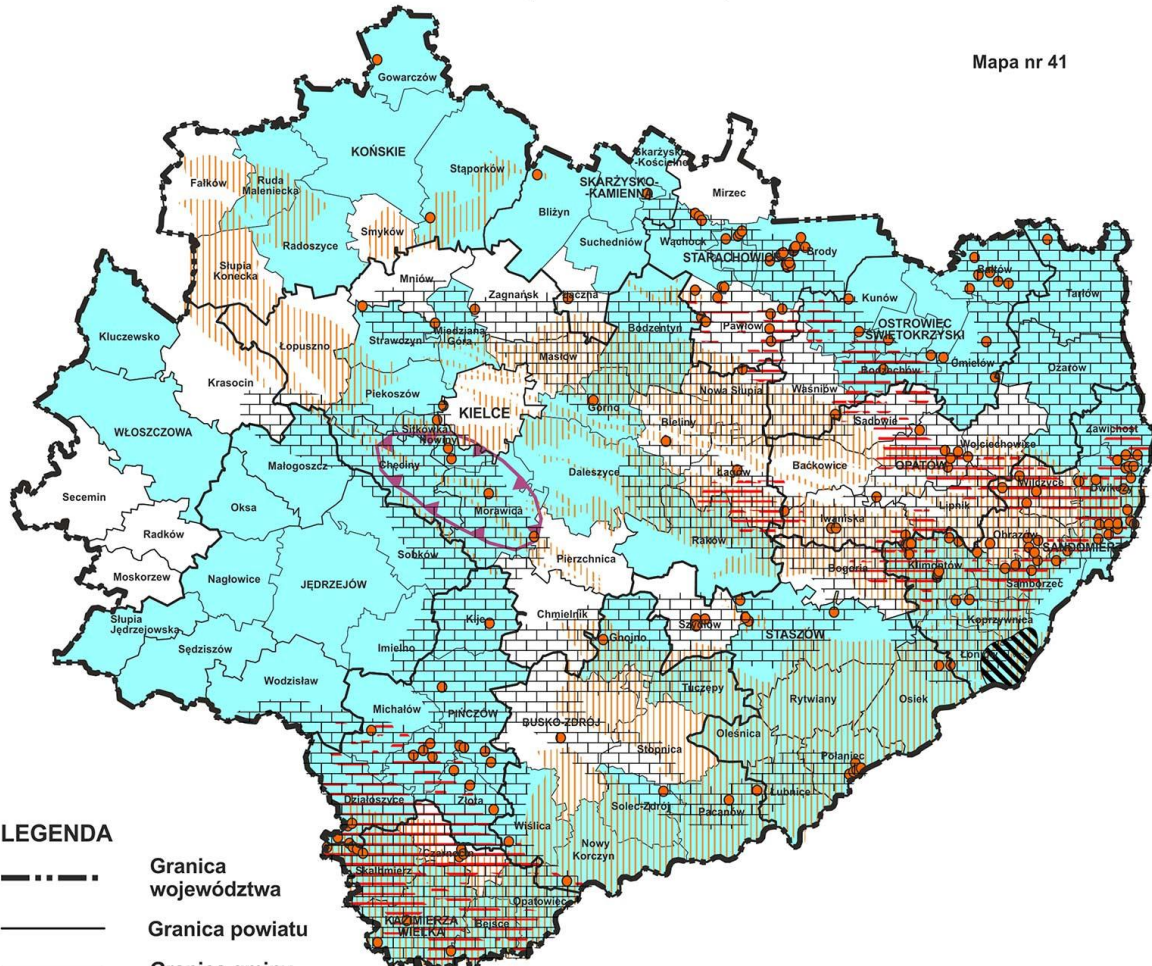 Mapa nr 41
Gowarczów
KOŃSKIE
Stąporków
Fałków
Ruda
Maleniecka
Radoszyce
Smyków
Słupia
Konecka
Skarżysko
-Kościelne
SKARŻYSKO-
-KAMIENNA
Mirzec
Bliżyn
Suchedniów
Wąchock
STARACHOWICE
Brody
Mniów
Zagnańsk
Łączna
Bodzentyn
Pawłów
Kunów
Bałtów
Tarłów
OSTROWIEC
ŚWIĘTOKRZYSKI
Ćmielów
Ożarów
Bodzechów
Kluczewsko
Łopuszno
Strawczyn
Miedziana
Góra
Masłów
Krasocin
Piekoszów
KIELCE
Górno
Nowa Słupia
Waśniów
Bieliny
Sadowie
Zawichost
WŁOSZCZOWA
Sitkówka
Nowiny
Małogoszcz
Chęciny
Daleszyce
Łagów
Baćkowice
OPATÓW
Wojciechowice
Wilczyce
Dwikozy
Secemin
Oksa
Morawica
Iwaniska
Lipnik
Radków
Raków
Obrazów
SANDOMIERZ
Sobków
Pierzchnica
Bogoria
Klimontów
Samborzec
Moskorzew
Nagłowice
JĘDRZEJÓW
Słupia
Jędrzejowska
Kije
Chmielnik
Gnojno
Szydłów
STASZÓW
Koprzywnica
Sędziszów
Imielno
Łoniów
Wodzisław
Tuczępy
Rytwiany
Osiek
Michałów
PIŃCZÓW
BUSKO-ZDRÓJ
Stopnica
Oleśnica
Połaniec
Działoszyce
Złota
Solec-Zdrój
Pacanów
Łubnice
Wiślica
LEGENDA
Nowy
Korczyn
Czarnocin
Granica
województwa
Skalbmierz
Opatowiec
KAZIMIERZA
WIELKA
Bejsce
Granica powiatu
Granica gminy